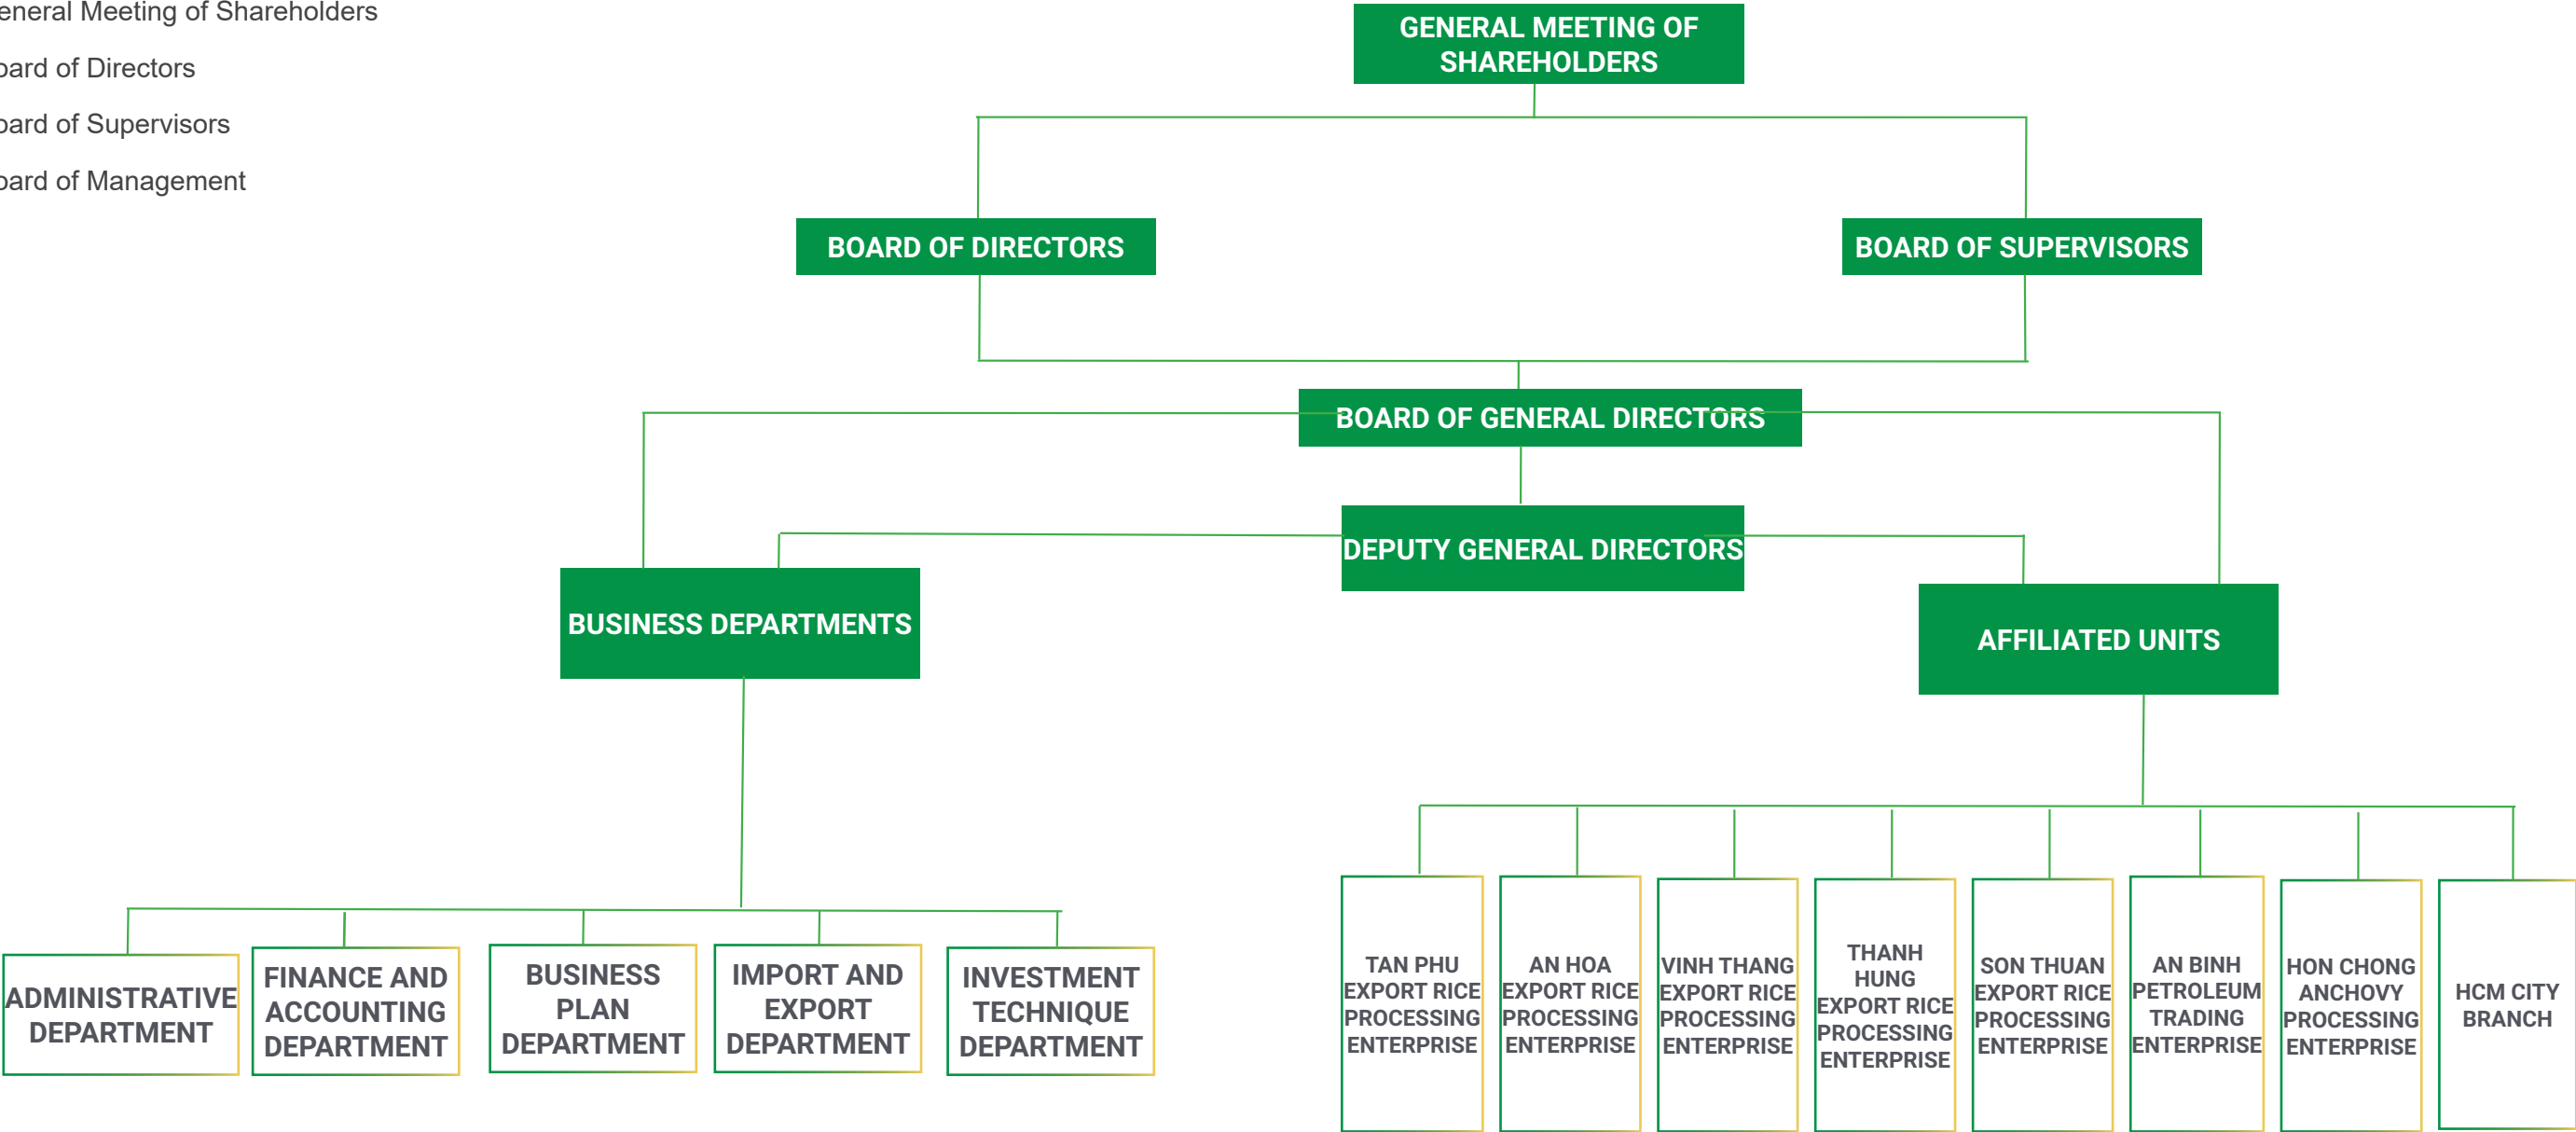 eneral Meeting of Shareholders
oard of Directors
oard of Supervisors
oard of Management
GENERAL MEETING OF
SHAREHOLDERS
BOARD OF DIRECTORS
BOARD OF SUPERVISORS
BOARD OF GENERAL DIRECTORS
DEPUTY GENERAL DIRECTORS
BUSINESS DEPARTMENTS
AFFILIATED UNITS
ADMINISTRATIVE
DEPARTMENT
FINANCE AND
ACCOUNTING
DEPARTMENT
BUSINESS
PLAN
DEPARTMENT
IMPORT AND
EXPORT
DEPARTMENT
INVESTMENT
TECHNIQUE
DEPARTMENT
TAN PHU
EXPORT RICE
PROCESSING
ENTERPRISE
AN HOA
EXPORT RICE
PROCESSING
ENTERPRISE
VINH THANG
EXPORT RICE
PROCESSING
ENTERPRISE
THANH
HUNG
EXPORT RICE
PROCESSING
ENTERPRISE
SON THUAN
EXPORT RICE
PROCESSING
ENTERPRISE
AN BINH
PETROLEUM
TRADING
ENTERPRISE
HON CHONG
ANCHOVY
PROCESSING
ENTERPRISE
HCM CITY
BRANCH